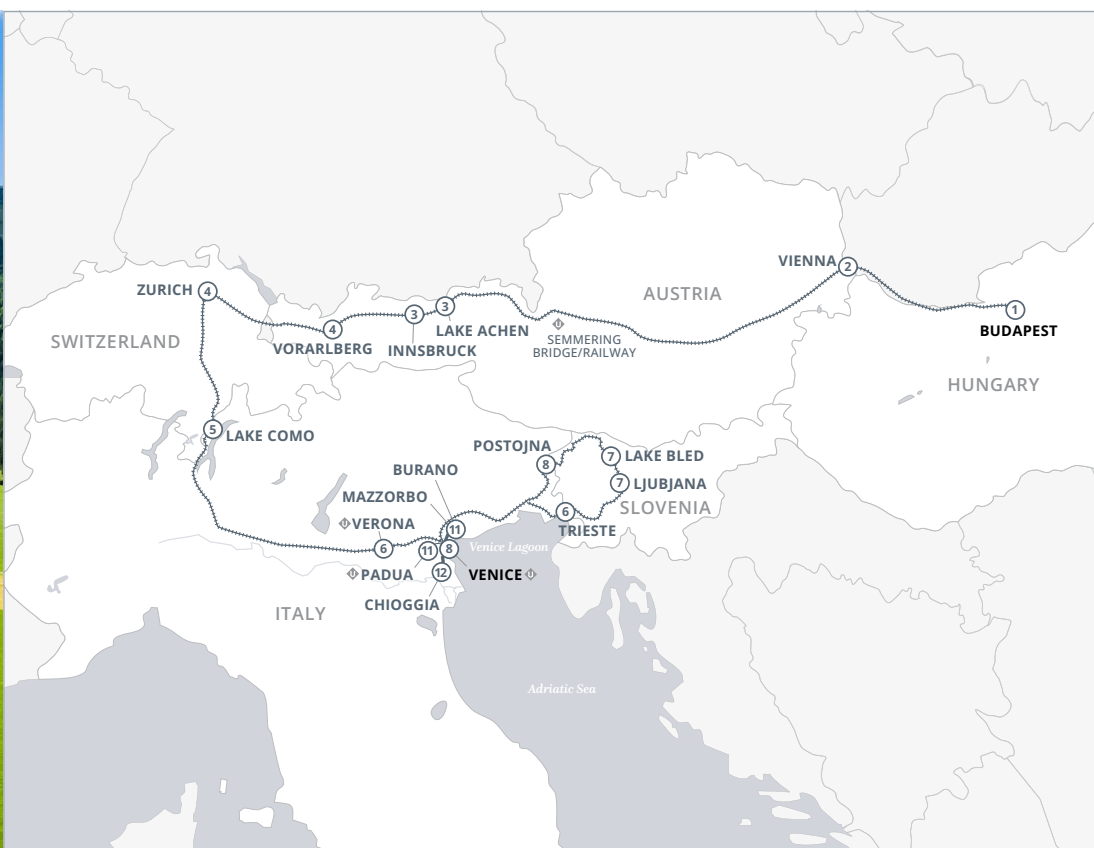 VIENNA
2
ZURICH
4
AUSTRIA
3
1
3
LAKE ACHEN
4
BUDAPEST
SWITZERLAND
VORARLBERG
INNSBRUCK
U
SEMMERING
BRIDGE/RAILWAY
HUNGARY
5
LAKE COMO
POSTOJNA
8
7
LAKE BLED
BURANO
7
LJUBJANA
MAZZORBO
SLOVENIA
U
VERONA
6
11
6
TRIESTE
11
8
Venice Lagoon
U
PADUA
12
VENICE
U
CHIOGGIA
ITALY
Adriatic Sea